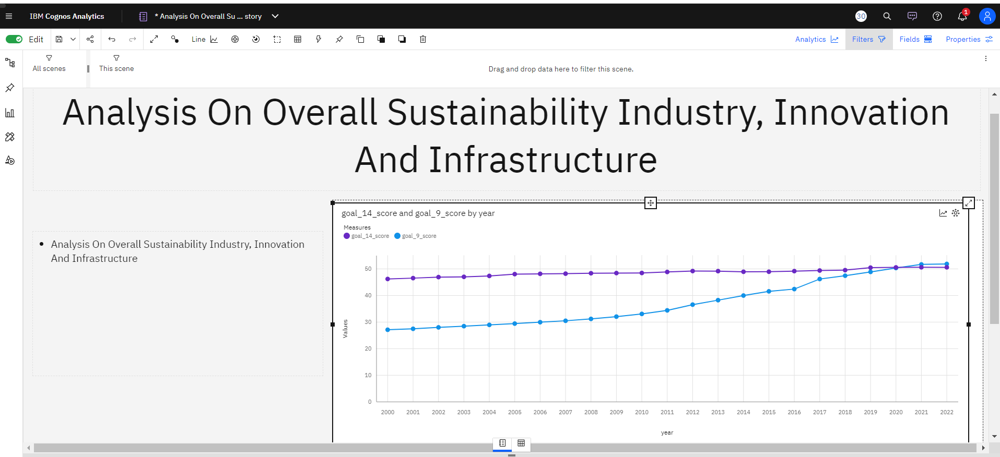 IBM Cognos Analytics
* Analysis On Overall Su ... story
30
1
Edit
Line
Analytics
Filters
Fields
Properties
All scenes
This scene
Drag and drop data here to filter this scene.
Analysis On Overall Sustainability Industry, Innovation
And Infrastructure
• Analysis On Overall Sustainability Industry, Innovation
And Infrastructure
goal_14_score and goal_9_score by year
Measures
goal_14_score goal_9_score
50
40
30
20
10
0
Values
2000 2001 2002 2003 2004 2005 2006 2007 2008 2009 2010 2011 2012 2013 2014 2015 2016 2017 2018 2019 2020 2021 2022
year